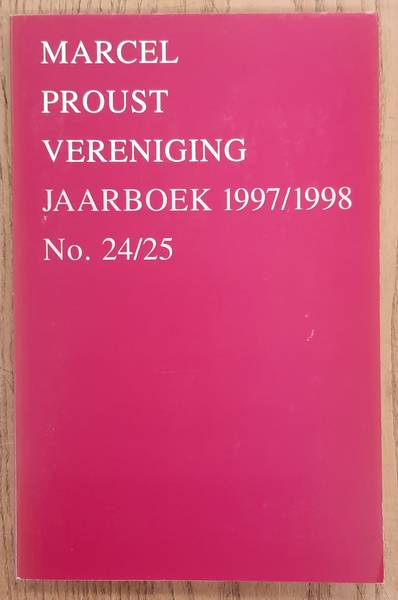 MARCEL
PROUST
VERENIGING
JAARBOEK 1997/1998
No. 24/25